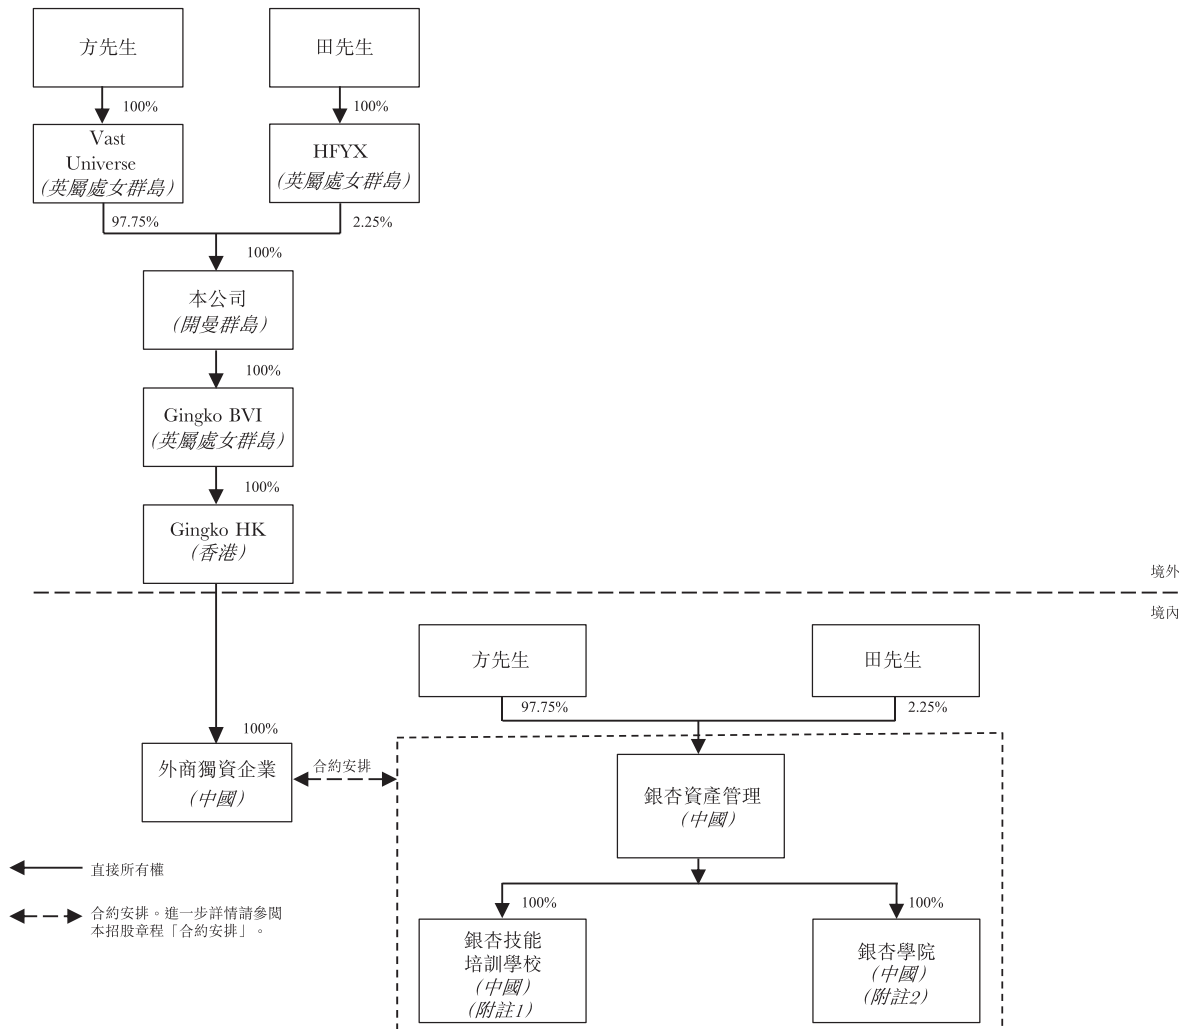 方先生
田先生
100%
100%
Vast
Universe
(英屬處女群島)
HFYX
(英屬處女群島)
97.75%
2.25%
100%
本公司
(開曼群島)
100%
Gingko BVI
(英屬處女群島)
100%
Gingko HK
(香港)
境外
境內
方先生
田先生
97.75%
2.25%
100%
外商獨資企業
(中國)
合約安排
銀杏資產管理
(中國)
直接所有權
合約安排。進一步詳情請參閱
本招股章程「合約安排」。
100%
100%
銀杏技能
培訓學校
(中國)
(附註1)
銀杏學院
(中國)
(附註2)